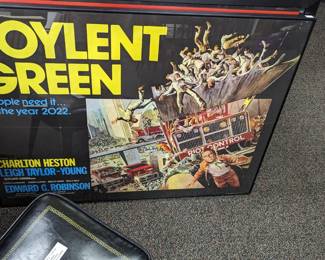 OYLENT
GREEN
ople need it...
the year 2022.
RIOT CONTROL
CHARLTON HESTON
LEIGH TAYLOR-YOUNG
EDWARD G. ROBINSON